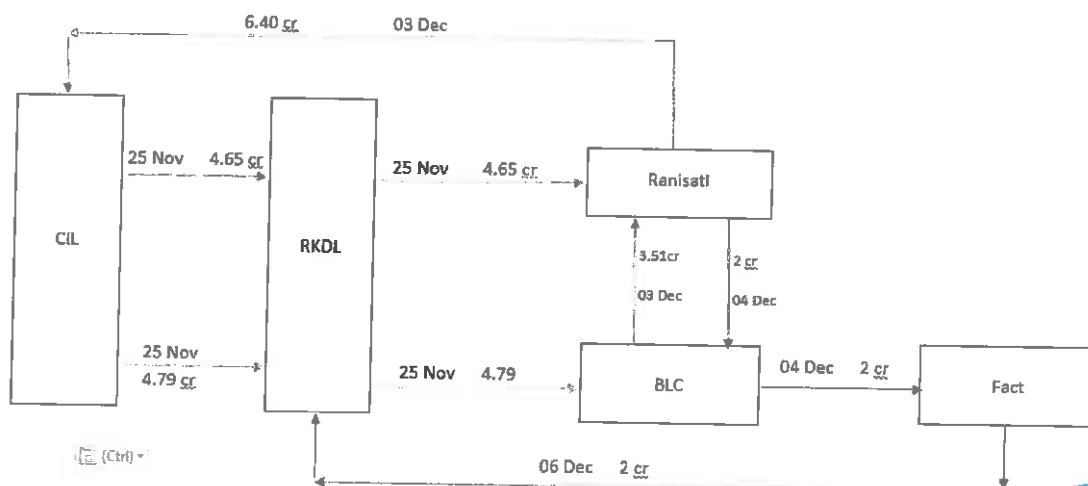 6.40 cr 03 Dec
25 Nov 4.65 cr
25 Nov 4.65 cr
Ranisati
CIL
RKDL
3.51cr
2 cr
03 Dec
04 Dec
25 Nov
4.79 cr
25 Nov 4.79
BLC
04 Dec 2 cr
Fact
(Ctrl)
06 Dec 2 cr